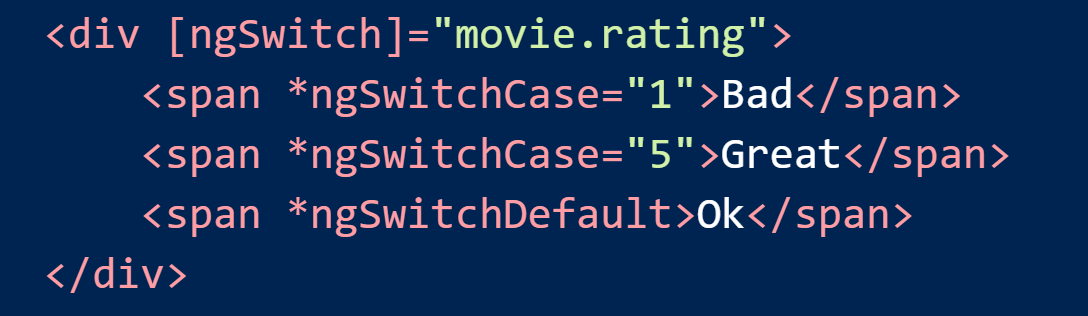 <div [ngSwitch]="movie.rating">
    <span *ngSwitchCase="1">Bad</span>
    <span *ngSwitchCase="5">Great</span>
    <span *ngSwitchDefault>Ok</span>
</div>